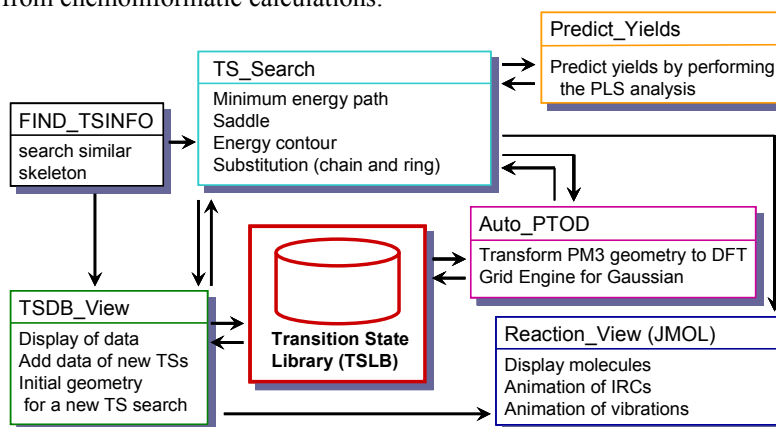 from chemoinformatic calculations.
Predict_Yields
Predict yields by performing
the PLS analysis
TS_Search
Minimum energy path
Saddle
Energy contour
Substitution (chain and ring)
FIND_TSINFO
search similar
skeleton
Auto_PTOD
Transform PM3 geometry to DFT
Grid Engine for Gaussian
TSDB_View
Display of data
Add data of new TSs
Initial geometry
for a new TS search
Transition State
Library (TSLB)
Reaction_View (JMOL)
Display molecules
Animation of IRCs
Animation of vibrations